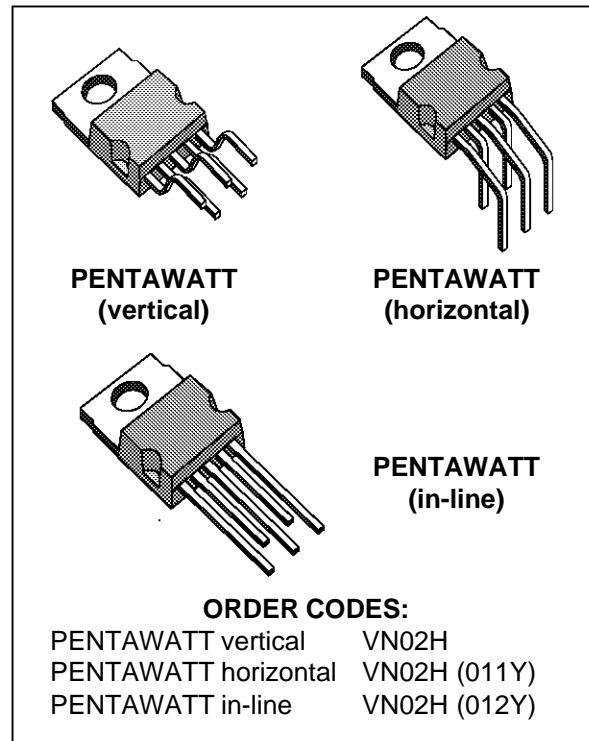 PENTAWATT
(vertical)
PENTAWATT
(horizontal)
PENTAWATT
(in-line)
ORDER CODES:
PENTAWATT vertical VN02H
PENTAWATT horizontal VN02H (011Y)
PENTAWATT in-line VN02H (012Y)